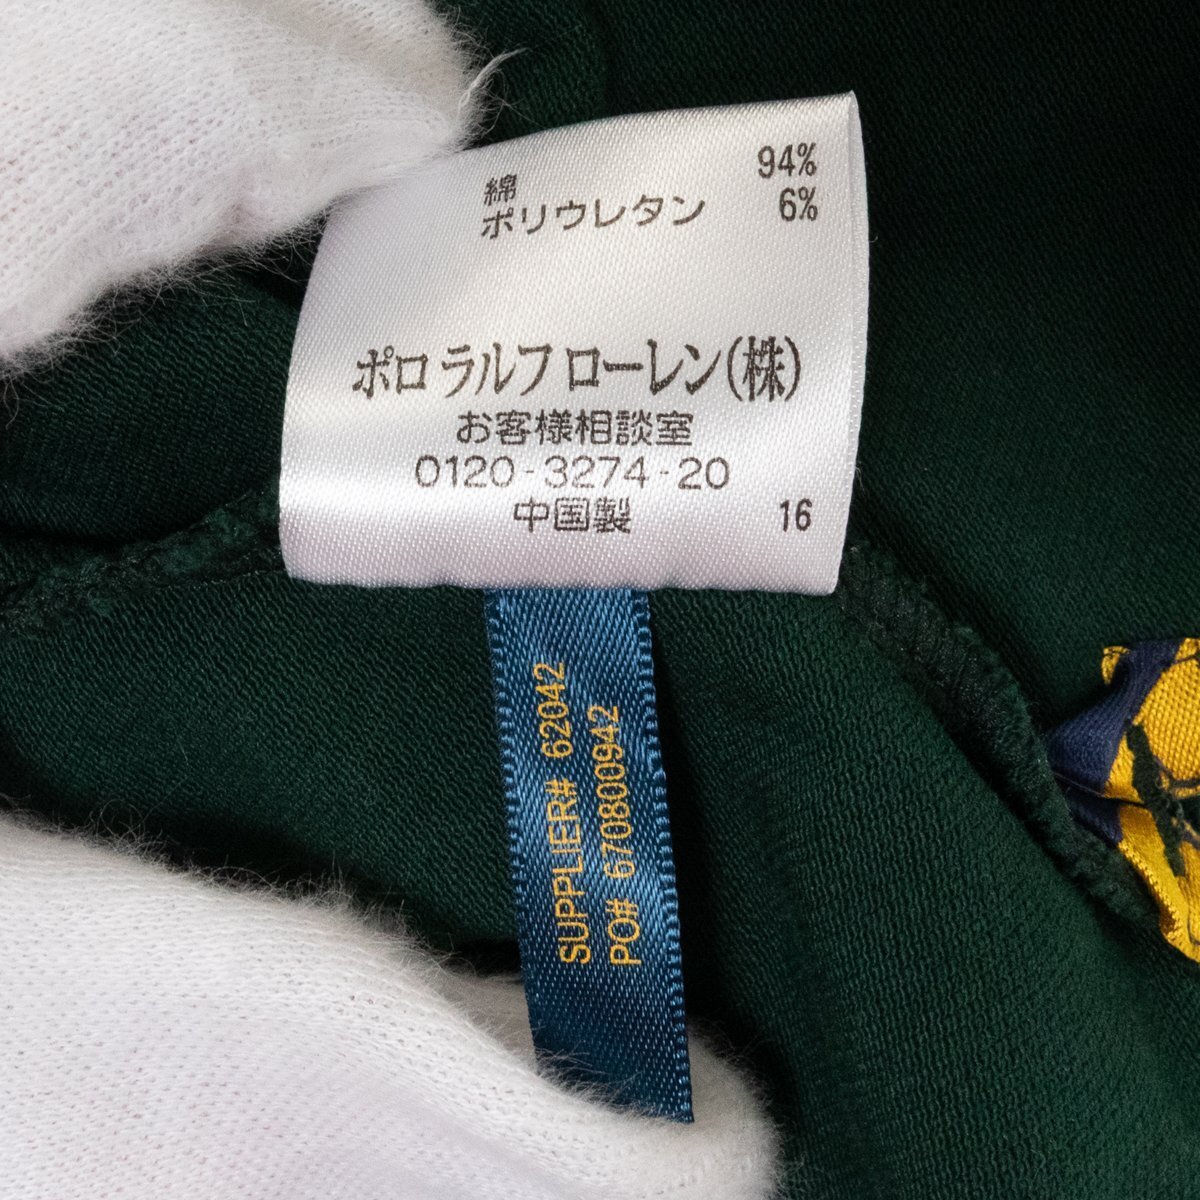 綿 94%
ポリウレタン 6%
ポロ ラルフ ローレン(株)
お客様相談室
0120-3274-20
中国製 16
SUPPLIER# 62042
PO# 670800942